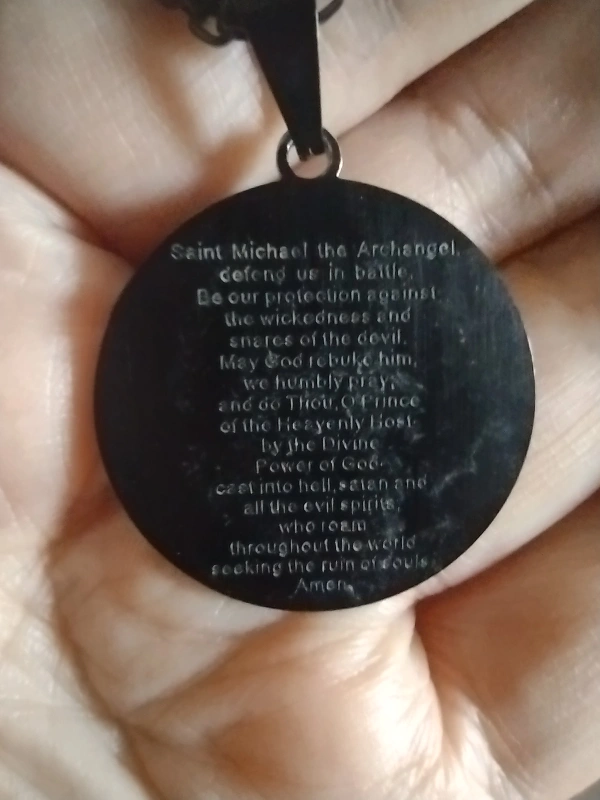 Saint Michael the Archangel,
defend us in battle,
Be our protection against
the wickedness and
snares of the devil.
May God rebuke him,
we humbly pray;
and do Thou, O Prince
of the Heavenly Host-
by the Divine
Power of God-
cast into hell, satan and
all the evil spirits,
who roam
throughout the world
seeking the ruin of souls.
Amen.